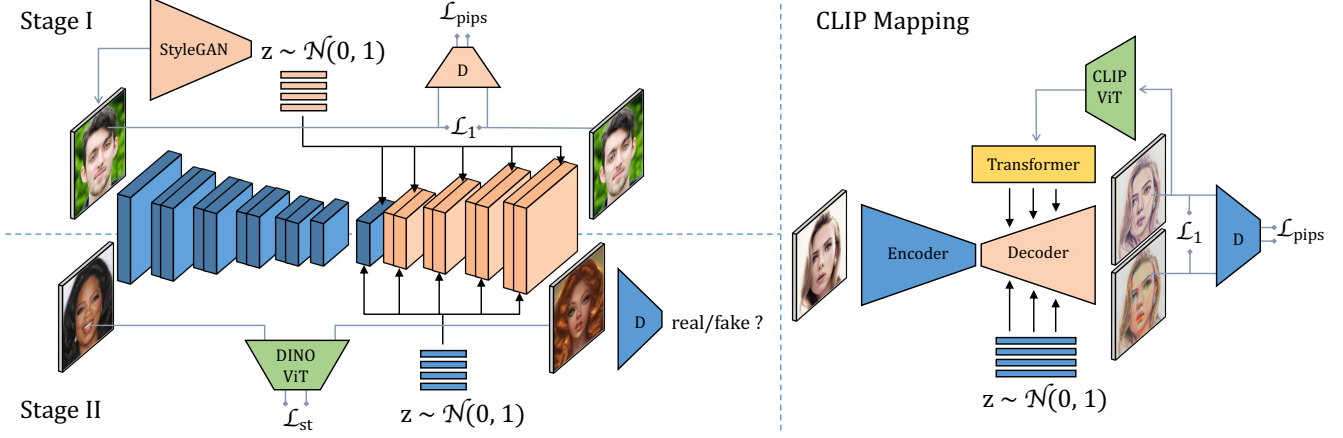 Stage I
StyleGAN
z ~ 𝒩(0, 1)
ℒpips
D
ℒ1
DINO
ViT
ℒst
z ~ 𝒩(0, 1)
D
real/fake ?
Stage II
CLIP Mapping
CLIP
ViT
Transformer
Encoder
Decoder
ℒ1
D
ℒpips
z ~ 𝒩(0, 1)